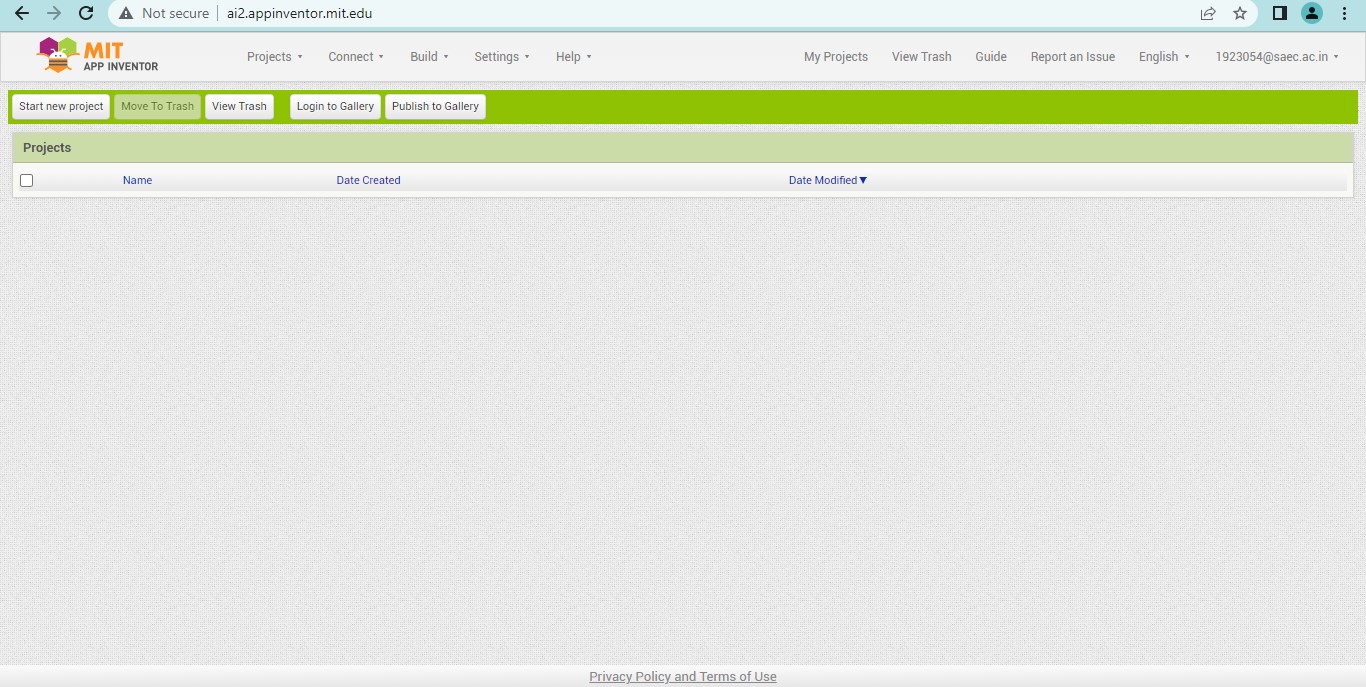 Not secure | ai2.appinventor.mit.edu
MIT
APP INVENTOR
Projects Connect Build Settings Help My Projects View Trash Guide Report an Issue English 1923054@saec.ac.in
Start new project Move To Trash View Trash Login to Gallery Publish to Gallery
Projects
Name Date Created Date Modified▼
Privacy Policy and Terms of Use